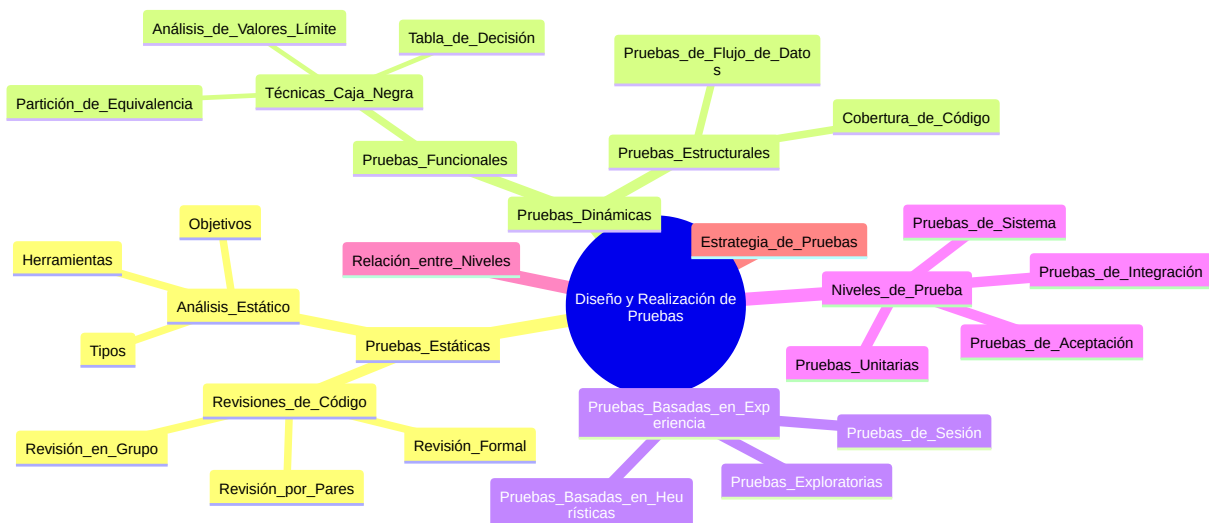 Análisis_de_Valores_Límite
Tabla_de_Decisión
Pruebas_de_Flujo_de_Dato
s
Técnicas_Caja_Negra
Partición_de_Equivalencia
Cobertura_de_Código
Pruebas_Funcionales
Pruebas_Estructurales
Pruebas_Dinámicas
Objetivos
Herramientas
Análisis_Estático
Tipos
Relación_entre_Niveles
Estrategia_de_Pruebas
Pruebas_de_Sistema
Pruebas_de_Integración
Niveles_de_Prueba
Diseño y Realización de
Pruebas
Pruebas_Estáticas
Pruebas_Unitarias
Pruebas_de_Aceptación
Revisiones_de_Código
Revisión_en_Grupo
Revisión_por_Pares
Revisión_Formal
Pruebas_Basadas_en_Exp
eriencia
Pruebas_de_Sesión
Pruebas_Exploratorias
Pruebas_Basadas_en_Heu
rísticas